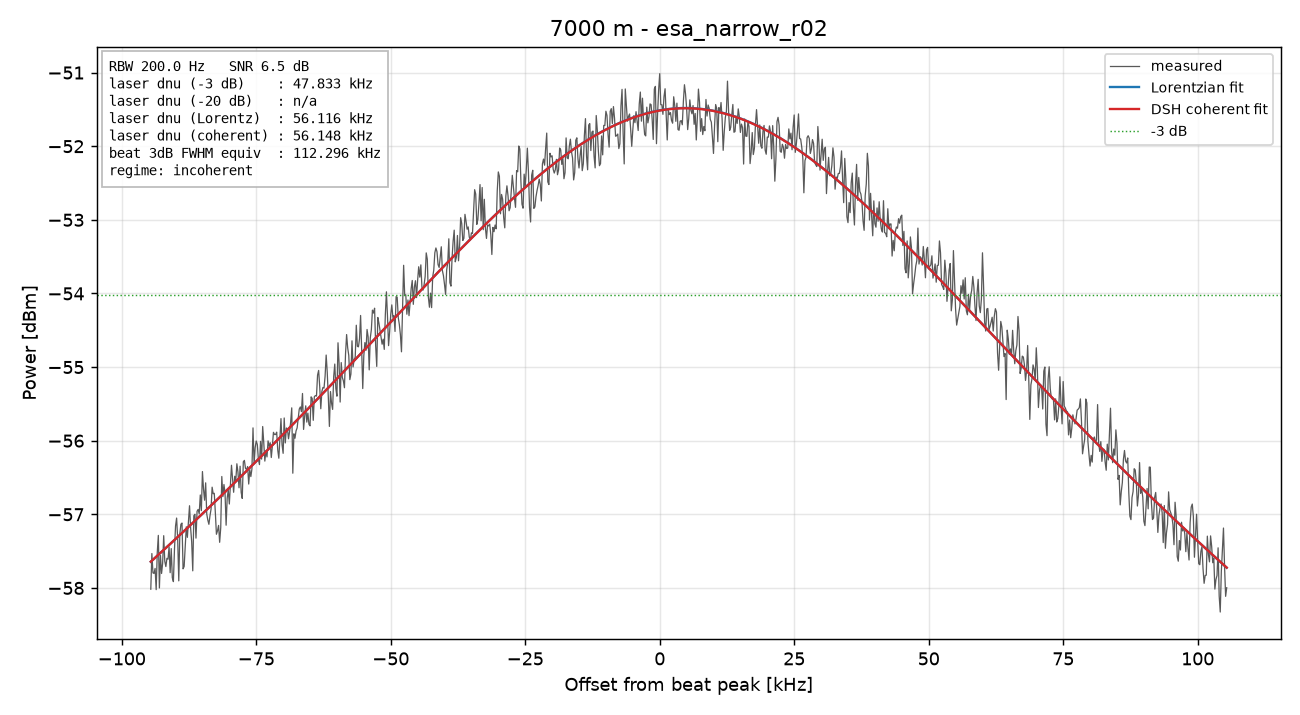 7000 m - esa_narrow_r02
RBW 200.0 Hz   SNR 6.5 dB
laser dnu (-3 dB)    : 47.833 kHz
laser dnu (-20 dB)   : n/a
laser dnu (Lorentz)  : 56.116 kHz
laser dnu (coherent) : 56.148 kHz
beat 3dB FWHM equiv  : 112.296 kHz
regime: incoherent
measured
Lorentzian fit
DSH coherent fit
-3 dB
Power [dBm]
−51
−52
−53
−54
−55
−56
−57
−58
−100
−75
−50
−25
0
25
50
75
100
Offset from beat peak [kHz]